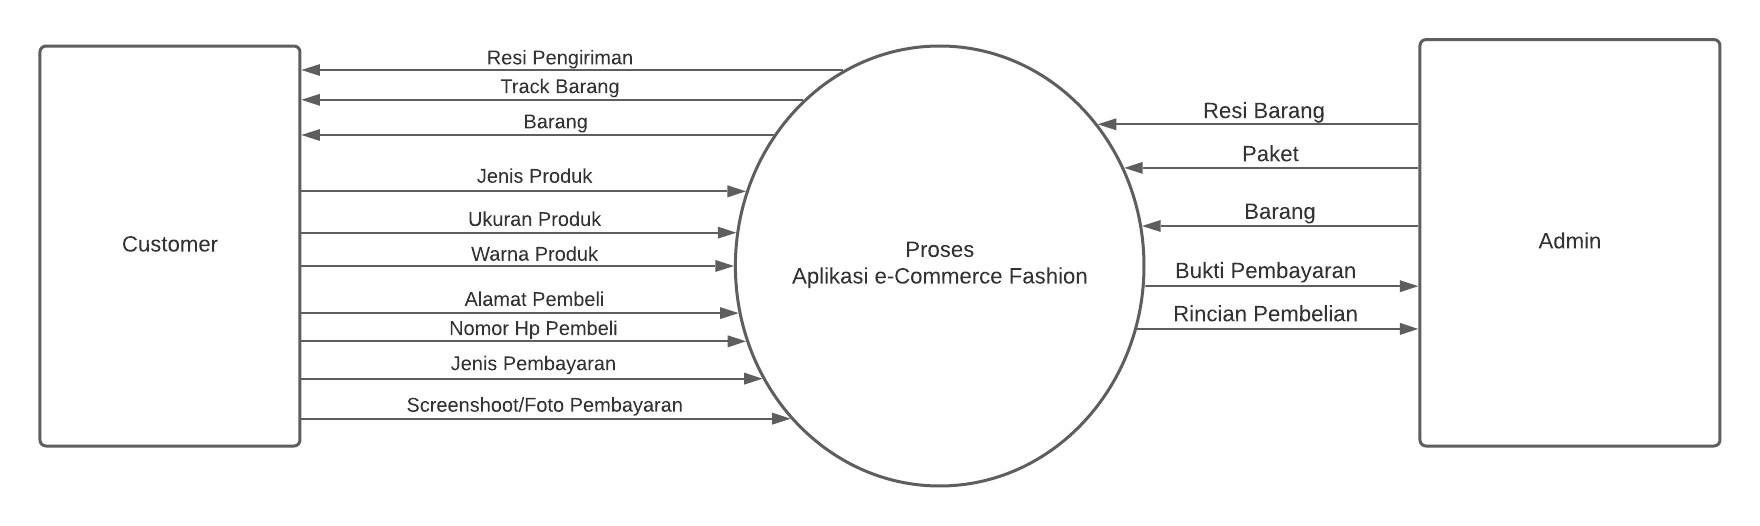 Customer
Resi Pengiriman
Track Barang
Barang
Jenis Produk
Ukuran Produk
Warna Produk
Alamat Pembeli
Nomor Hp Pembeli
Jenis Pembayaran
Screenshoot/Foto Pembayaran
Proses
Aplikasi e-Commerce Fashion
Resi Barang
Paket
Barang
Bukti Pembayaran
Rincian Pembelian
Admin